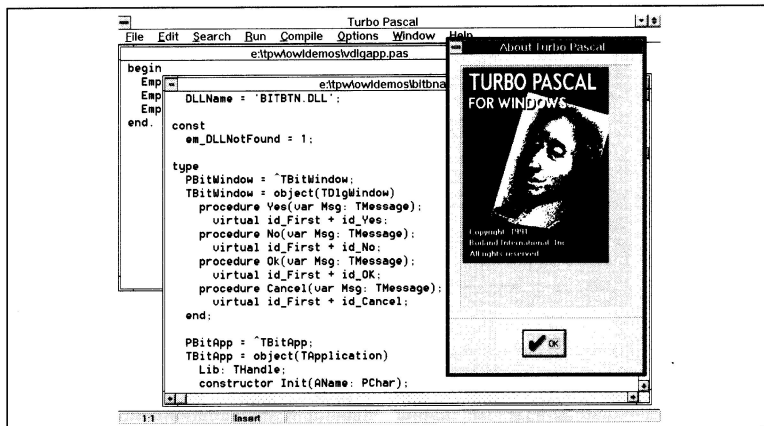 Turbo Pascal
File Edit Search Run Compile Options Window Help
e:\tpw\owldemos\vdlgapp.pas
begin
Emp
Emp
Emp
end.
e:\tpw\owldemos\bitbna
DLLName = 'BITBTN.DLL';
const
em_DLLNotFound = 1;
type
PBitWindow = ^TBitWindow;
TBitWindow = object(TDlgWindow)
procedure Yes(var Msg: TMessage);
virtual id_First + id_Yes;
procedure No(var Msg: TMessage);
virtual id_First + id_No;
procedure Ok(var Msg: TMessage);
virtual id_First + id_OK;
procedure Cancel(var Msg: TMessage);
virtual id_First + id_Cancel;
end;
PBitApp = ^TBitApp;
TBitApp = object(TApplication)
Lib: THandle;
constructor Init(AName: PChar);
About Turbo Pascal
TURBO PASCAL
FOR WINDOWS
Copyright 1991
Borland International, Inc.
All rights reserved
OK
1:1 Insert